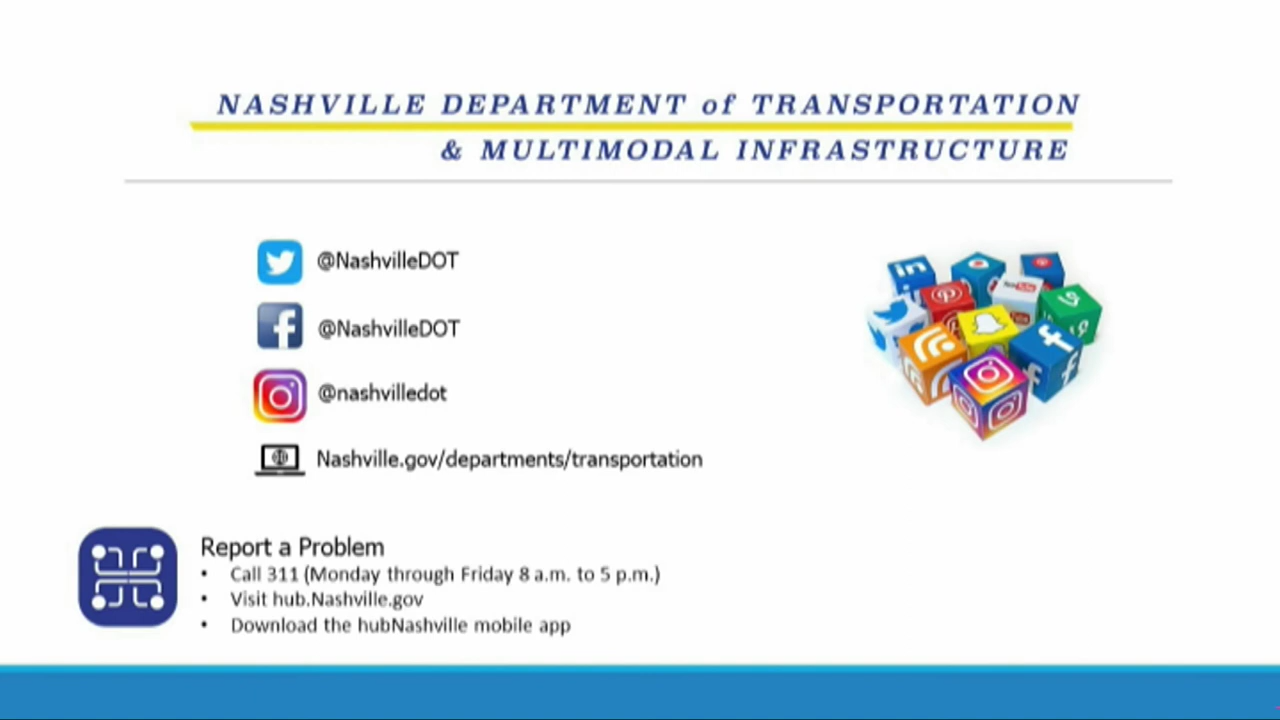 NASHVILLE DEPARTMENT of TRANSPORTATION
& MULTIMODAL INFRASTRUCTURE
@NashvilleDOT
@NashvilleDOT
@nashvilledot
Nashville.gov/departments/transportation
Report a Problem
• Call 311 (Monday through Friday 8 a.m. to 5 p.m.)
• Visit hub.Nashville.gov
• Download the hubNashville mobile app